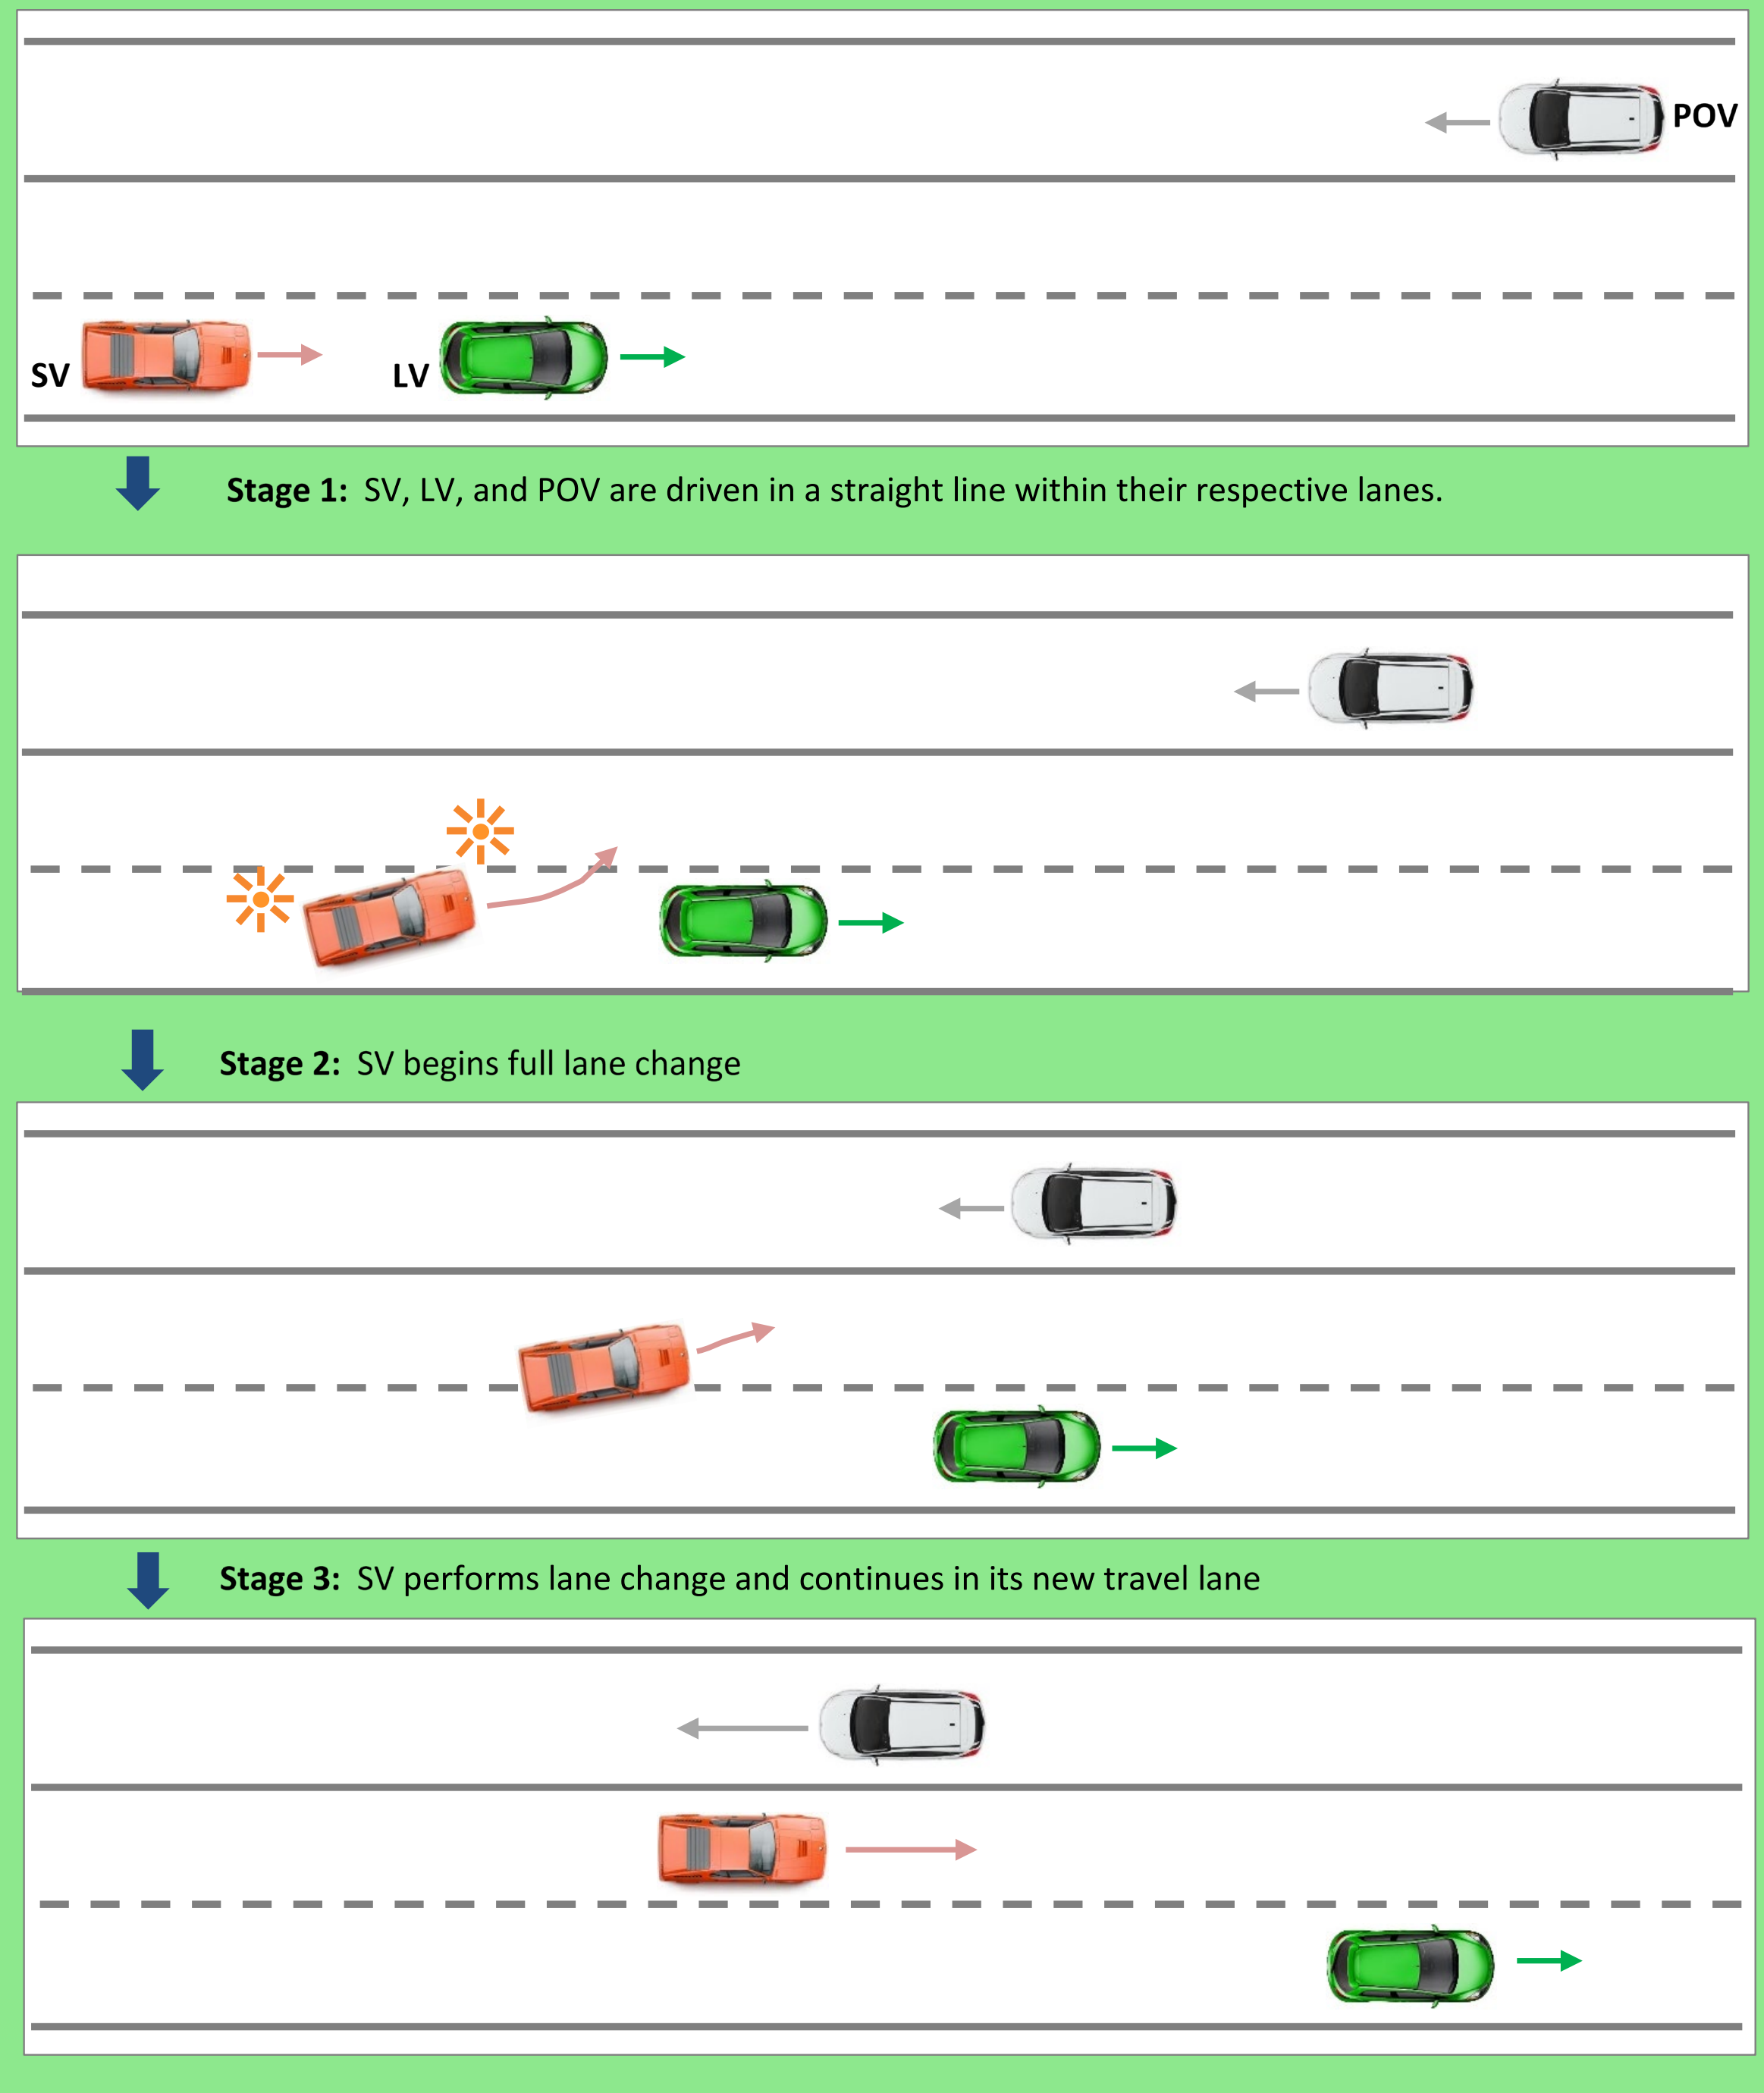 POV
SV
LV
Stage 1: SV, LV, and POV are driven in a straight line within their respective lanes.
Stage 2: SV begins full lane change
Stage 3: SV performs lane change and continues in its new travel lane